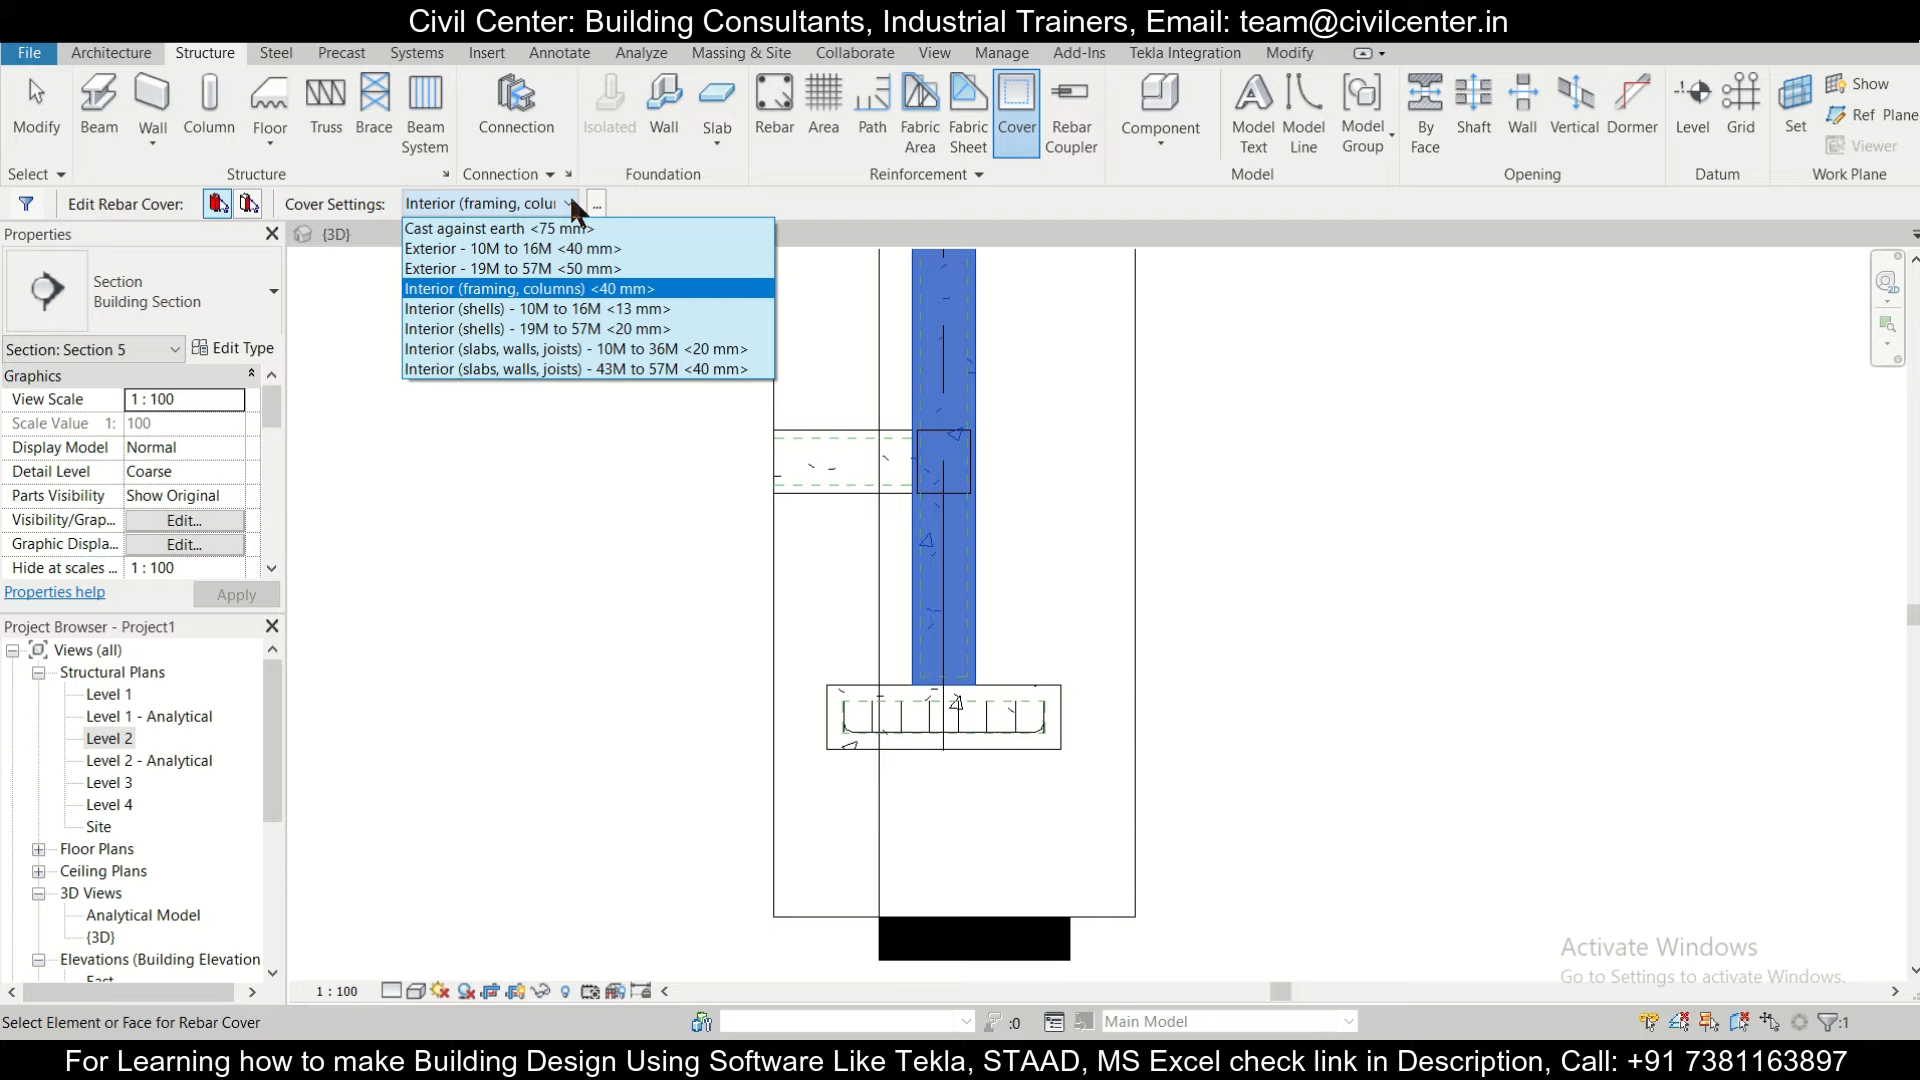 Civil Center: Building Consultants, Industrial Trainers, Email: team@civilcenter.in
File Architecture Structure Steel Precast Systems Insert Annotate Analyze Massing & Site Collaborate View Manage Add-Ins Tekla Integration Modify
Modify Beam Wall Column Floor Truss Brace Beam System Connection Isolated Wall Slab Rebar Area Path Fabric Area Fabric Sheet Cover Rebar Coupler Component Model Text Model Line Model Group By Face Shaft Wall Vertical Dormer Level Grid Set Show Ref Plane Viewer
Select Structure Connection Foundation Reinforcement Model Opening Datum Work Plane
Edit Rebar Cover: Cover Settings: Interior (framing, colu ...
Properties
{3D}
Cast against earth <75 mm>
Exterior - 10M to 16M <40 mm>
Exterior - 19M to 57M <50 mm>
Interior (framing, columns) <40 mm>
Interior (shells) - 10M to 16M <13 mm>
Interior (shells) - 19M to 57M <20 mm>
Interior (slabs, walls, joists) - 10M to 36M <20 mm>
Interior (slabs, walls, joists) - 43M to 57M <40 mm>
2D
Section
Building Section
Section: Section 5 Edit Type
Graphics
View Scale 1 : 100
Scale Value 1: 100
Display Model Normal
Detail Level Coarse
Parts Visibility Show Original
Visibility/Grap... Edit...
Graphic Displa... Edit...
Hide at scales ... 1 : 100
Properties help Apply
Project Browser - Project1
Views (all)
Structural Plans
Level 1
Level 1 - Analytical
Level 2
Level 2 - Analytical
Level 3
Level 4
Site
Floor Plans
Ceiling Plans
3D Views
Analytical Model
{3D}
Elevations (Building Elevation
East
Activate Windows
Go to Settings to activate Windows.
1 : 100
Select Element or Face for Rebar Cover :0 Main Model :1
For Learning how to make Building Design Using Software Like Tekla, STAAD, MS Excel check link in Description, Call: +91 7381163897